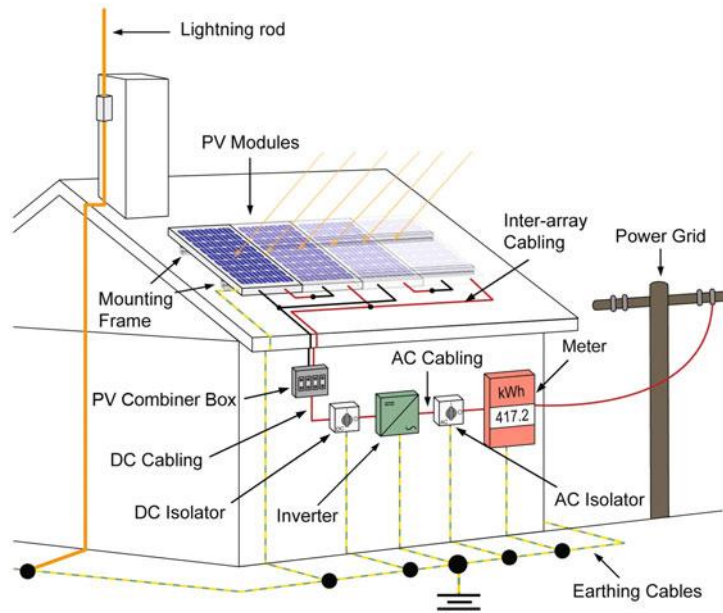 Lightning rod
PV Modules
Inter-array
Cabling
Power Grid
Mounting
Frame
AC Cabling
Meter
PV Combiner Box
kWh
417.2
DC Cabling
DC Isolator
Inverter
AC Isolator
Earthing Cables